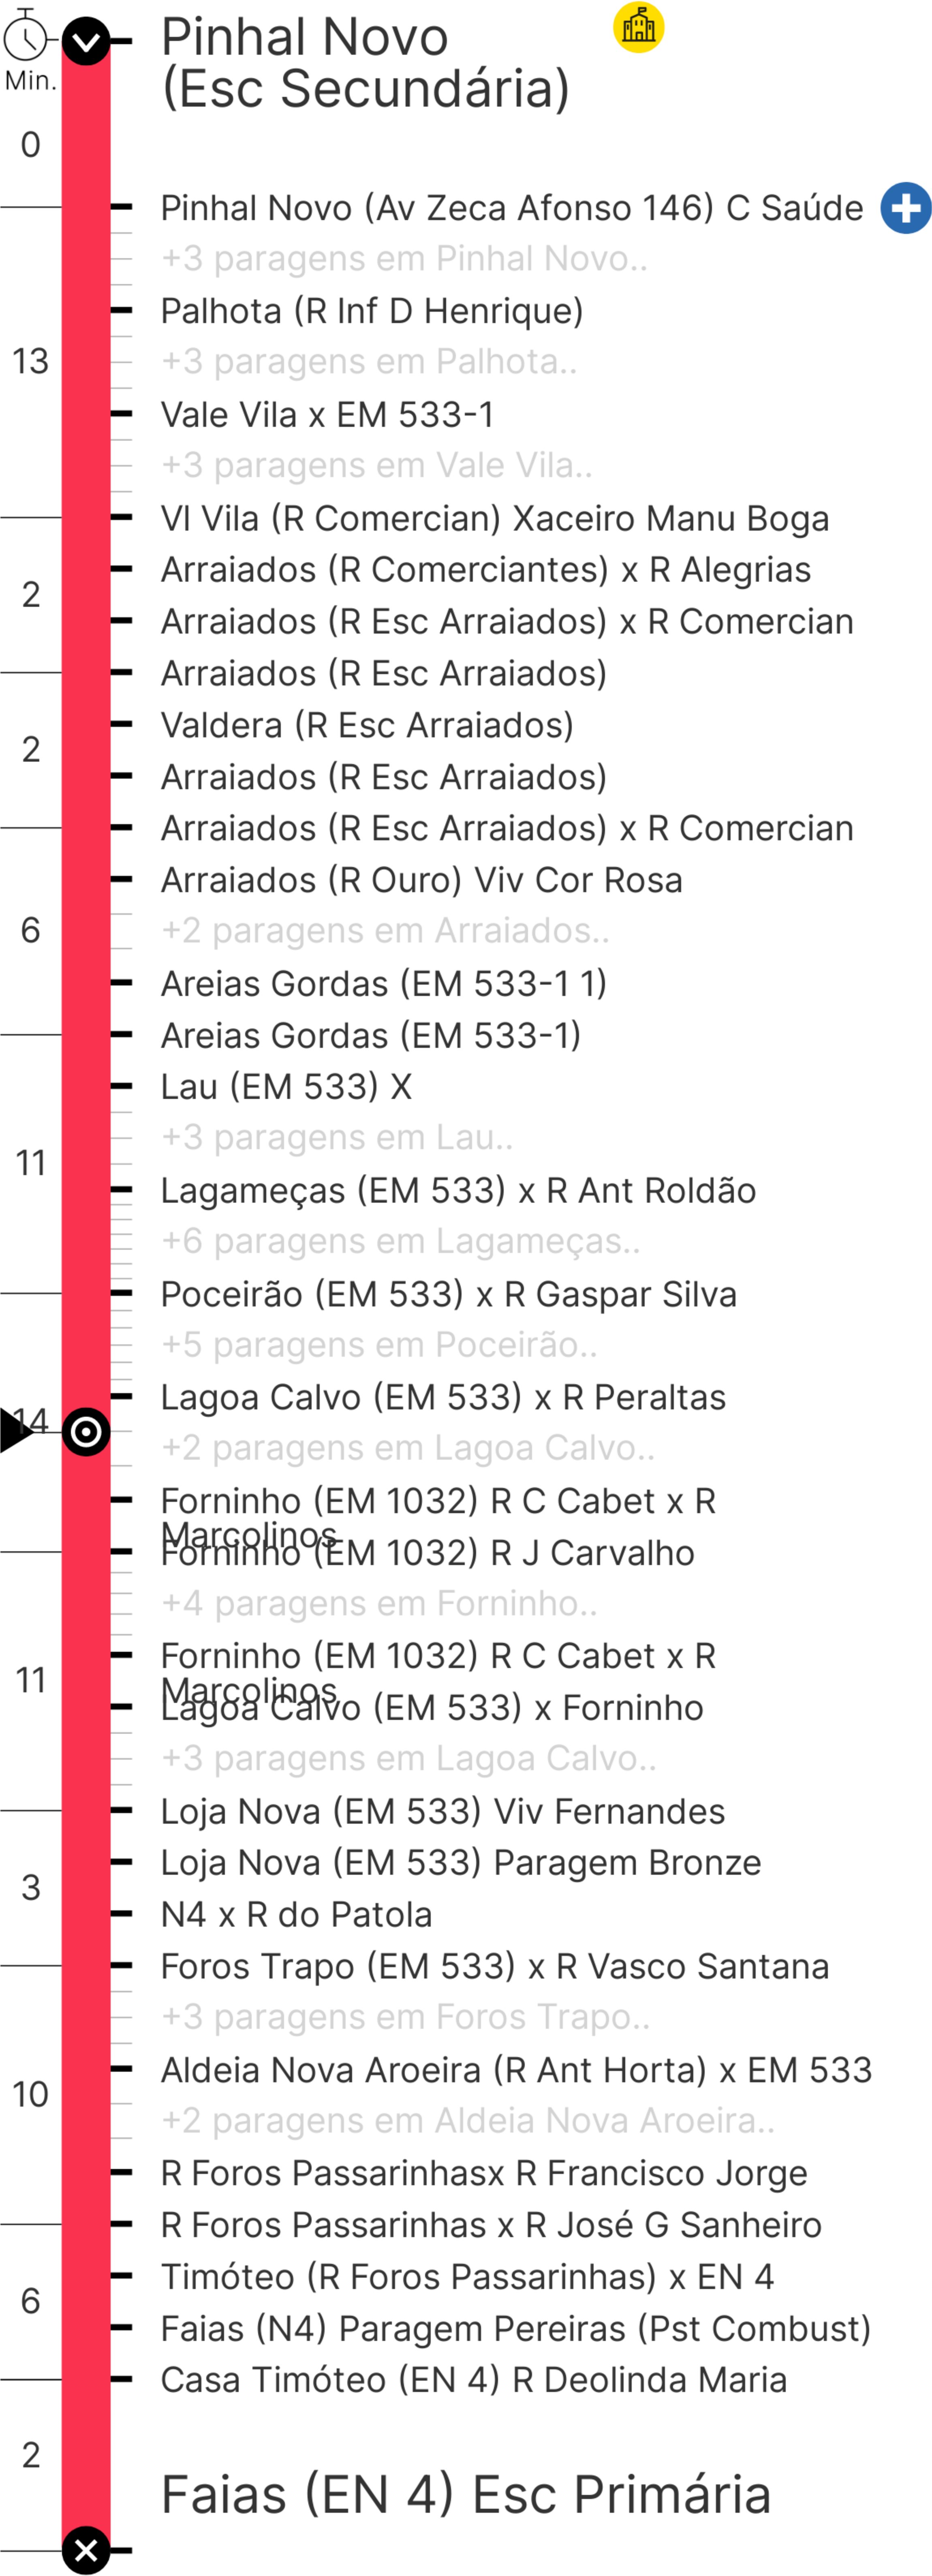 Pinhal Novo
(Esc Secundária)
Min.
0
Pinhal Novo (Av Zeca Afonso 146) C Saúde
+3 paragens em Pinhal Novo..
Palhota (R Inf D Henrique)
13
+3 paragens em Palhota..
Vale Vila x EM 533-1
+3 paragens em Vale Vila..
Vl Vila (R Comercian) Xaceiro Manu Boga
Arraiados (R Comerciantes) x R Alegrias
2
Arraiados (R Esc Arraiados) x R Comercian
Arraiados (R Esc Arraiados)
Valdera (R Esc Arraiados)
2
Arraiados (R Esc Arraiados)
Arraiados (R Esc Arraiados) x R Comercian
Arraiados (R Ouro) Viv Cor Rosa
6
+2 paragens em Arraiados..
Areias Gordas (EM 533-1 1)
Areias Gordas (EM 533-1)
Lau (EM 533) X
+3 paragens em Lau..
11
Lagameças (EM 533) x R Ant Roldão
+6 paragens em Lagameças..
Poceirão (EM 533) x R Gaspar Silva
+5 paragens em Poceirão..
Lagoa Calvo (EM 533) x R Peraltas
14
+2 paragens em Lagoa Calvo..
Forninho (EM 1032) R C Cabet x R
Marcolinos
Forninho (EM 1032) R J Carvalho
+4 paragens em Forninho..
Forninho (EM 1032) R C Cabet x R
Marcolinos
11
Lagoa Calvo (EM 533) x Forninho
+3 paragens em Lagoa Calvo..
Loja Nova (EM 533) Viv Fernandes
Loja Nova (EM 533) Paragem Bronze
3
N4 x R do Patola
Foros Trapo (EM 533) x R Vasco Santana
+3 paragens em Foros Trapo..
Aldeia Nova Aroeira (R Ant Horta) x EM 533
10
+2 paragens em Aldeia Nova Aroeira..
R Foros Passarinhasx R Francisco Jorge
R Foros Passarinhas x R José G Sanheiro
Timóteo (R Foros Passarinhas) x EN 4
6
Faias (N4) Paragem Pereiras (Pst Combust)
Casa Timóteo (EN 4) R Deolinda Maria
2
Faias (EN 4) Esc Primária